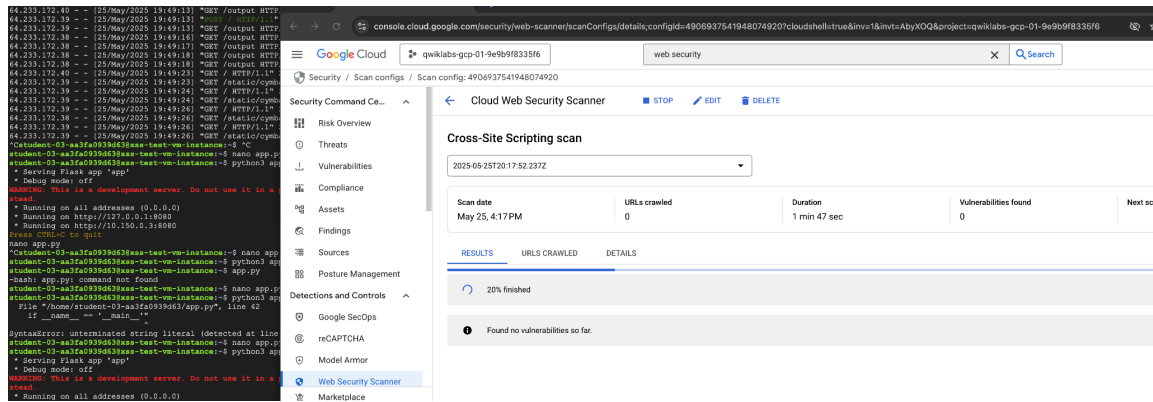 64.233.172.40 - - [25/May/2025 19:49:13] "GET /output HTTP
64.233.172.39 - - [25/May/2025 19:49:13] "POST / HTTP/1.1"
64.233.172.39 - - [25/May/2025 19:49:13] "GET /output HTTP
64.233.172.38 - - [25/May/2025 19:49:17] "GET /output HTTP
64.233.172.39 - - [25/May/2025 19:49:18] "GET /output HTTP
64.233.172.38 - - [25/May/2025 19:49:18] "GET /output HTTP
64.233.172.40 - - [25/May/2025 19:49:23] "GET / HTTP/1.1"
64.233.172.39 - - [25/May/2025 19:49:23] "GET /static/cymb
64.233.172.39 - - [25/May/2025 19:49:24] "GET / HTTP/1.1"
64.233.172.39 - - [25/May/2025 19:49:24] "GET /static/cymb
64.233.172.39 - - [25/May/2025 19:49:26] "GET / HTTP/1.1"
64.233.172.38 - - [25/May/2025 19:49:26] "GET /static/cymb
64.233.172.39 - - [25/May/2025 19:49:26] "GET / HTTP/1.1"
64.233.172.39 - - [25/May/2025 19:49:26] "GET /static/cymb
^Cstudent-03-aa3fa0939d63@xss-test-vm-instance:~$ ^C
student-03-aa3fa0939d63@xss-test-vm-instance:~$ nano app.p
student-03-aa3fa0939d63@xss-test-vm-instance:~$ python3 app
* Serving Flask app 'app'
* Debug mode: off
WARNING: This is a development server. Do not use it in a
stead.
* Running on all addresses (0.0.0.0)
* Running on http://127.0.0.1:8080
* Running on http://10.150.0.3:8080
Press CTRL+C to quit
nano app.py
^Cstudent-03-aa3fa0939d63@xss-test-vm-instance:~$ nano app
student-03-aa3fa0939d63@xss-test-vm-instance:~$ python3 app
student-03-aa3fa0939d63@xss-test-vm-instance:~$ app.py
-bash: app.py: command not found
student-03-aa3fa0939d63@xss-test-vm-instance:~$ nano app.p
student-03-aa3fa0939d63@xss-test-vm-instance:~$ python3 app
File "/home/student-03-aa3fa0939d63/app.py", line 42
if __name__ == '__main__'"
^
SyntaxError: unterminated string literal (detected at line
student-03-aa3fa0939d63@xss-test-vm-instance:~$ nano app.p
student-03-aa3fa0939d63@xss-test-vm-instance:~$ python3 app
* Serving Flask app 'app'
* Debug mode: off
WARNING: This is a development server. Do not use it in a
stead.
* Running on all addresses (0.0.0.0)
console.cloud.google.com/security/web-scanner/scanConfigs/details;configId=4906937541948074920?cloudshell=true&inv=1&invt=AbyXOQ&project=qwiklabs-gcp-01-9e9b9f8335f6
Google Cloud qwiklabs-gcp-01-9e9b9f8335f6 web security Search
Security / Scan configs / Scan config: 4906937541948074920
Security Command Ce...
Risk Overview
Threats
Vulnerabilities
Compliance
Assets
Findings
Sources
Posture Management
Detections and Controls
Google SecOps
reCAPTCHA
Model Armor
Web Security Scanner
Marketplace
Cloud Web Security Scanner STOP EDIT DELETE
Cross-Site Scripting scan
2025-05-25T20:17:52.237Z
Scan date URLs crawled Duration Vulnerabilities found Next sc
May 25, 4:17 PM 0 1 min 47 sec 0
RESULTS URLS CRAWLED DETAILS
20% finished
Found no vulnerabilities so far.